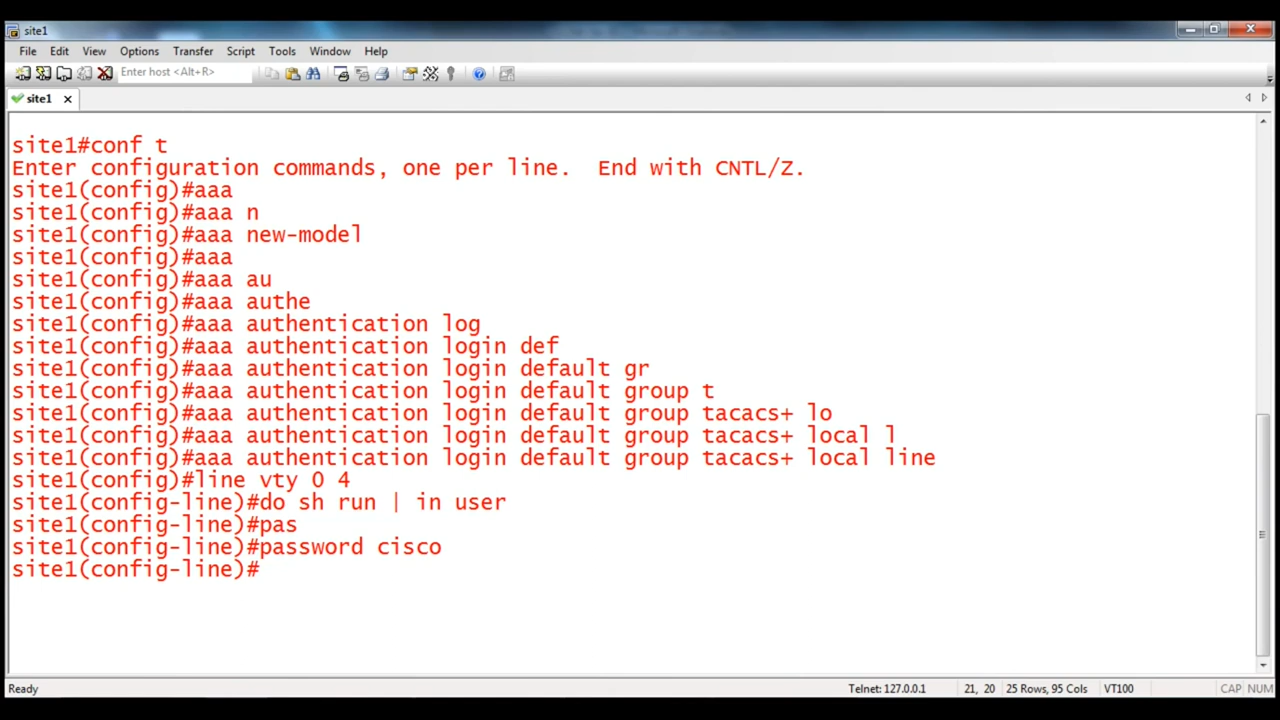 site1
File Edit View Options Transfer Script Tools Window Help
Enter host <Alt+R>
site1
site1#conf t
Enter configuration commands, one per line.  End with CNTL/Z.
site1(config)#aaa
site1(config)#aaa n
site1(config)#aaa new-model
site1(config)#aaa
site1(config)#aaa au
site1(config)#aaa authe
site1(config)#aaa authentication log
site1(config)#aaa authentication login def
site1(config)#aaa authentication login default gr
site1(config)#aaa authentication login default group t
site1(config)#aaa authentication login default group tacacs+ lo
site1(config)#aaa authentication login default group tacacs+ local l
site1(config)#aaa authentication login default group tacacs+ local line
site1(config)#line vty 0 4
site1(config-line)#do sh run | in user
site1(config-line)#pas
site1(config-line)#password cisco
site1(config-line)#
Ready Telnet: 127.0.0.1 21, 20 25 Rows, 95 Cols VT100 CAP NUM